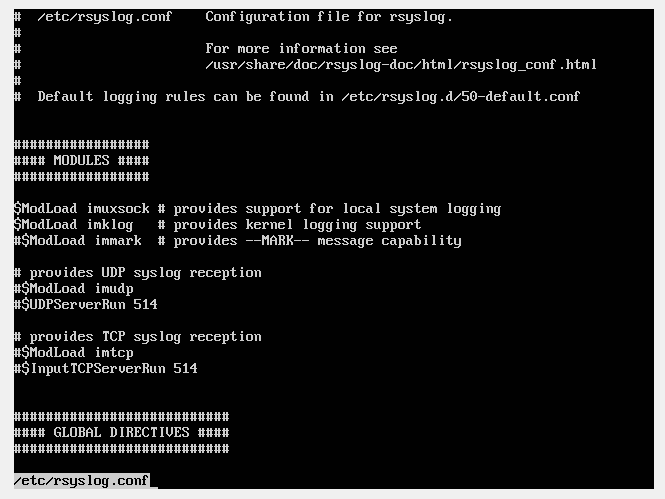 #  /etc/rsyslog.conf    Configuration file for rsyslog.
#
#                       For more information see
#                       /usr/share/doc/rsyslog-doc/html/rsyslog_conf.html
#
#  Default logging rules can be found in /etc/rsyslog.d/50-default.conf
#################
#### MODULES ####
#################
$ModLoad imuxsock # provides support for local system logging
$ModLoad imklog   # provides kernel logging support
#$ModLoad immark  # provides --MARK-- message capability
# provides UDP syslog reception
#$ModLoad imudp
#$UDPServerRun 514
# provides TCP syslog reception
#$ModLoad imtcp
#$InputTCPServerRun 514
###########################
#### GLOBAL DIRECTIVES ####
###########################
/etc/rsyslog.conf